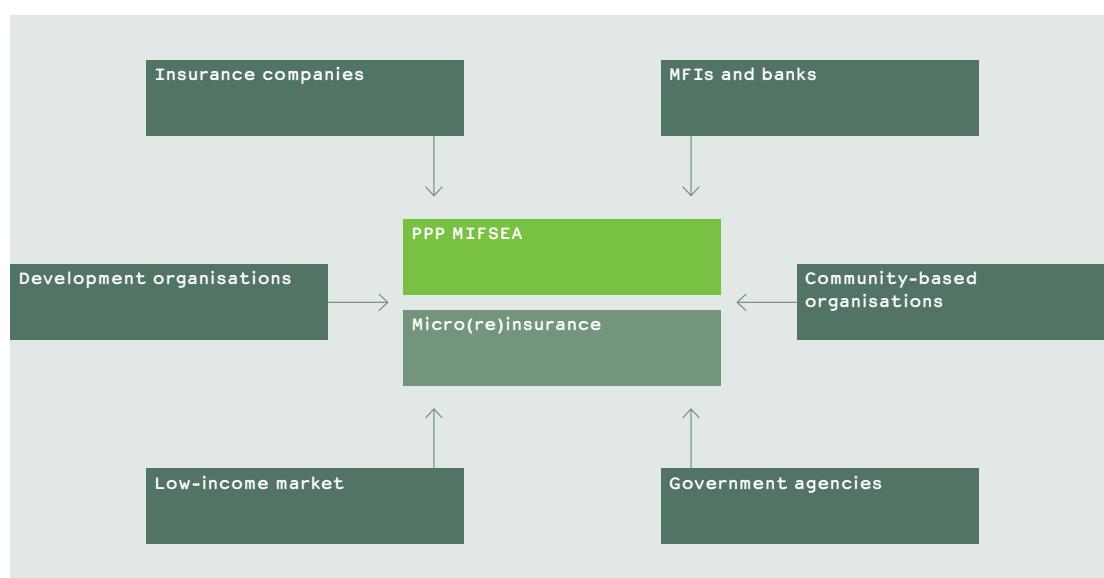 Insurance companies
MFIs and banks
PPP MIFSEA
Development organisations
Community-based
organisations
Micro(re)insurance
Low-income market
Government agencies